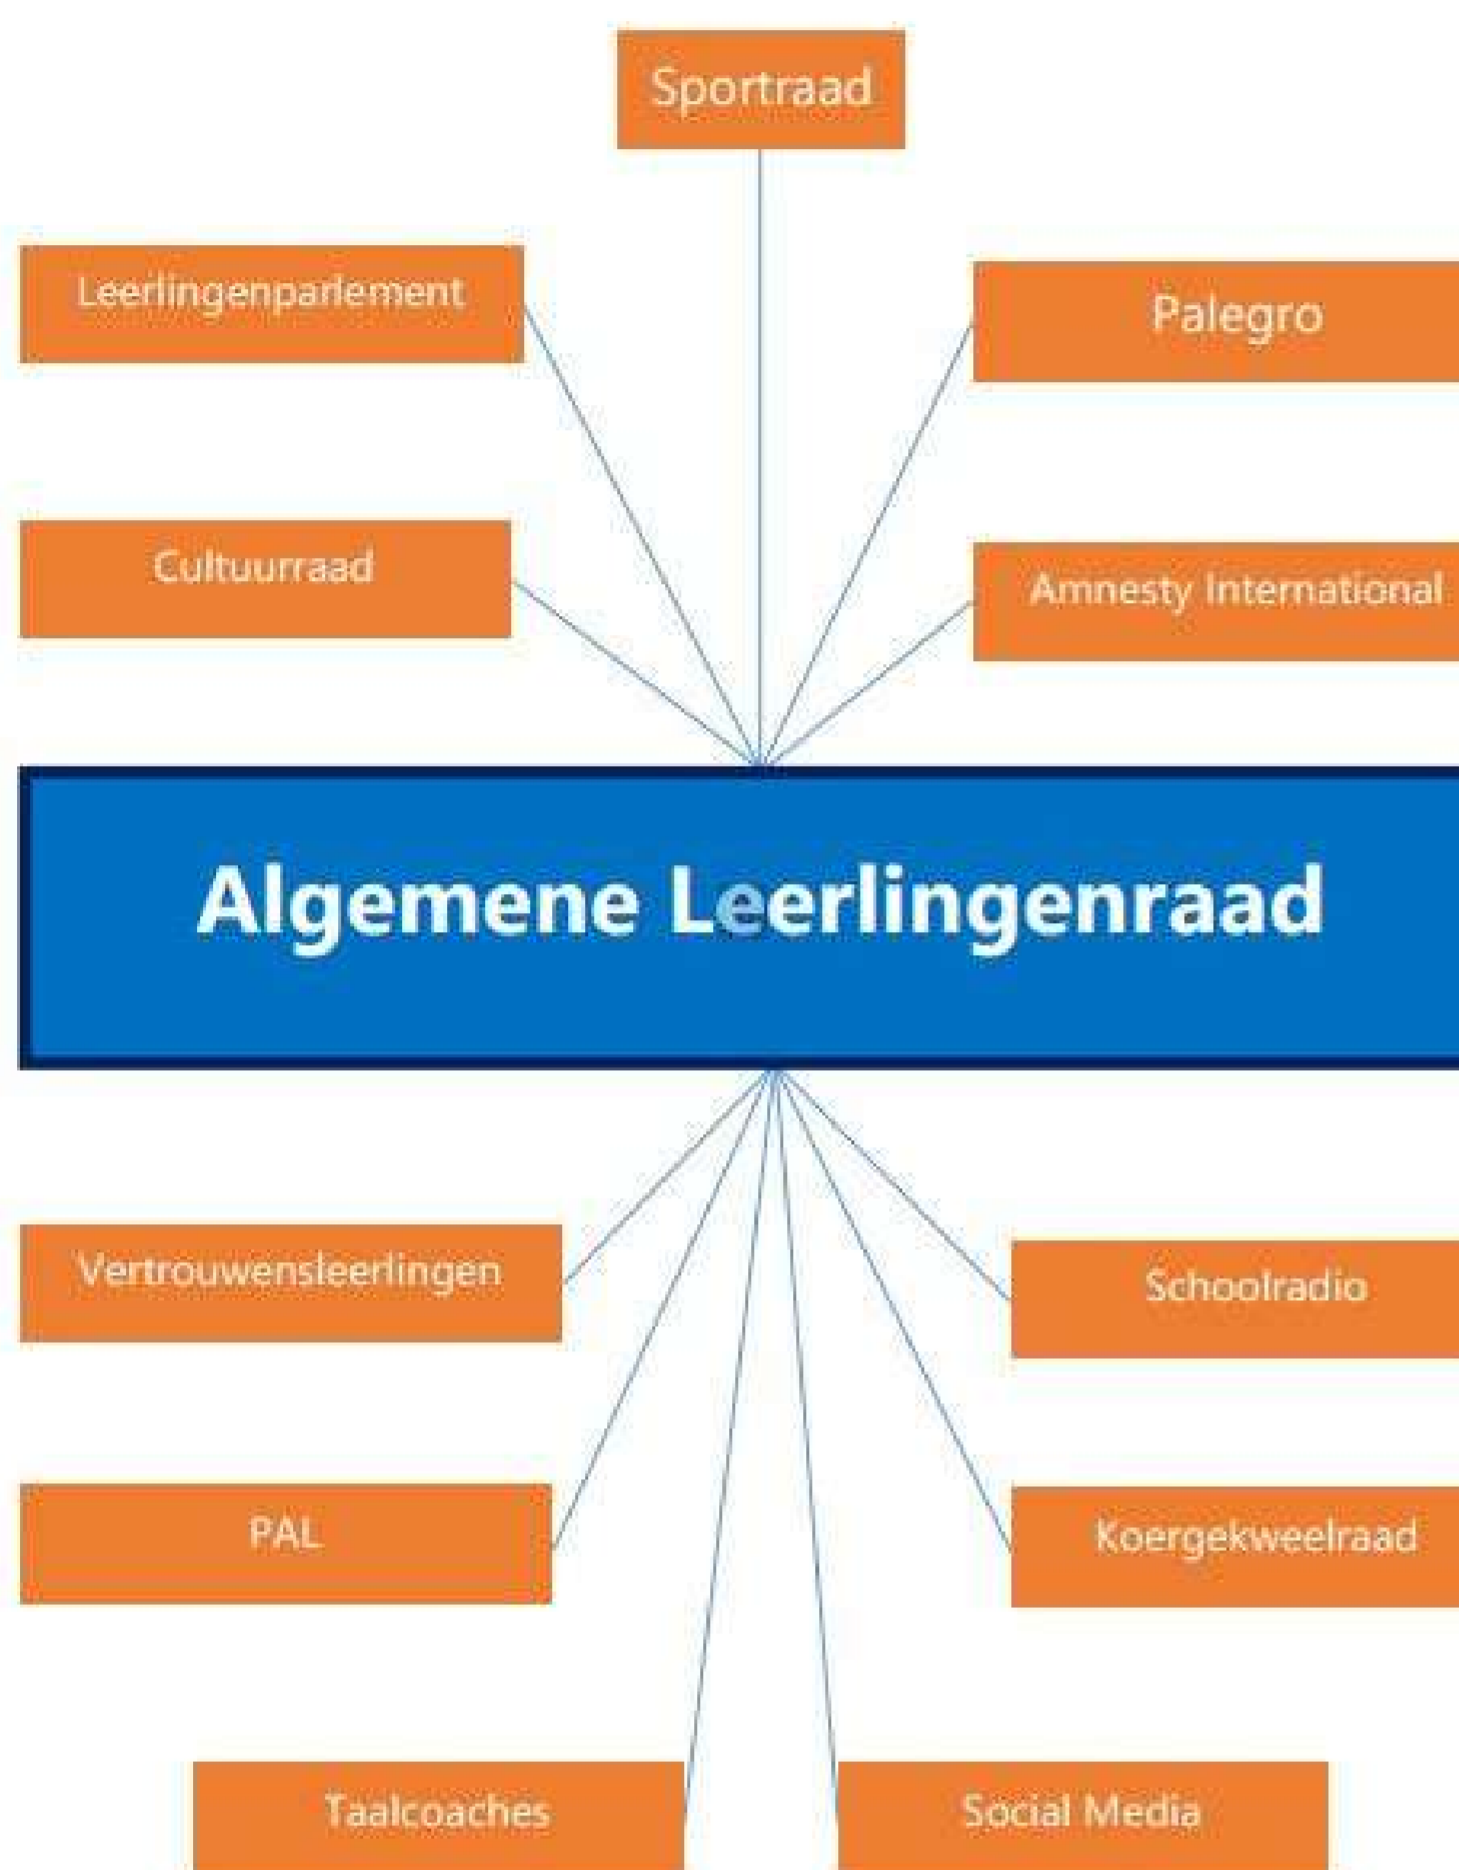 Sportraad
Leerlingenparlement
Palegro
Cultuurraad
Amnesty International
Algemene Leerlingenraad
Vertrouwensleerlingen
Schoolradio
PAL
Koergekweelraad
Taalcoaches
Social Media